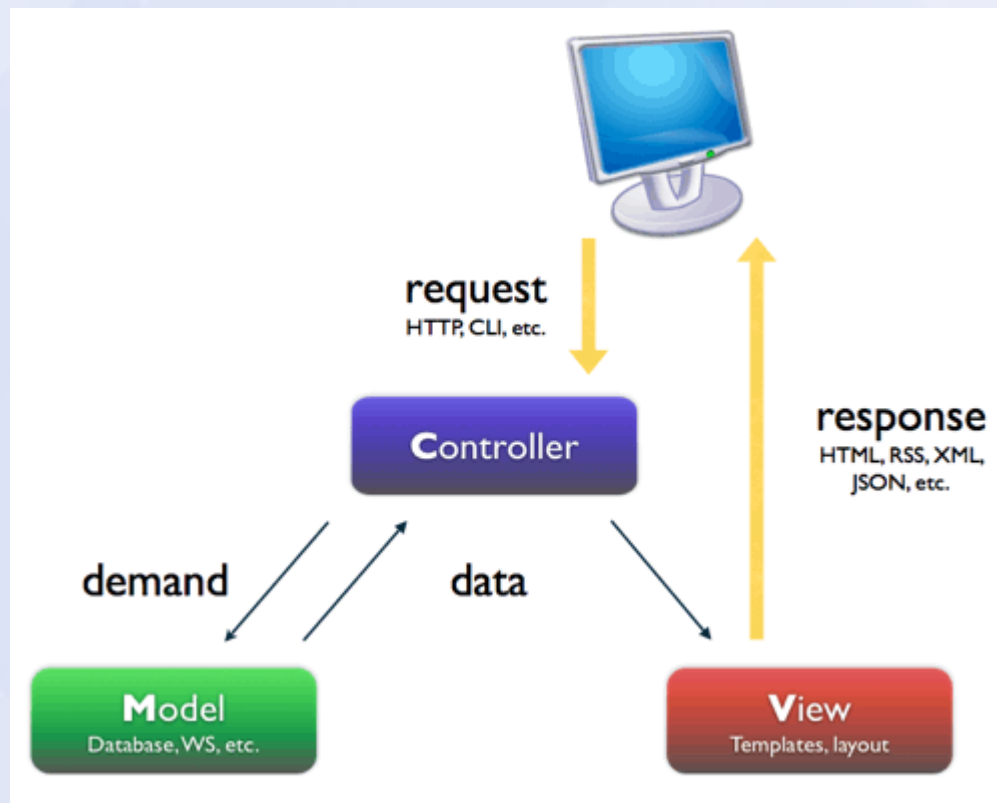 request
HTTP, CLI, etc.
Controller
response
HTML, RSS, XML,
JSON, etc.
demand
data
Model
Database, WS, etc.
View
Templates, layout